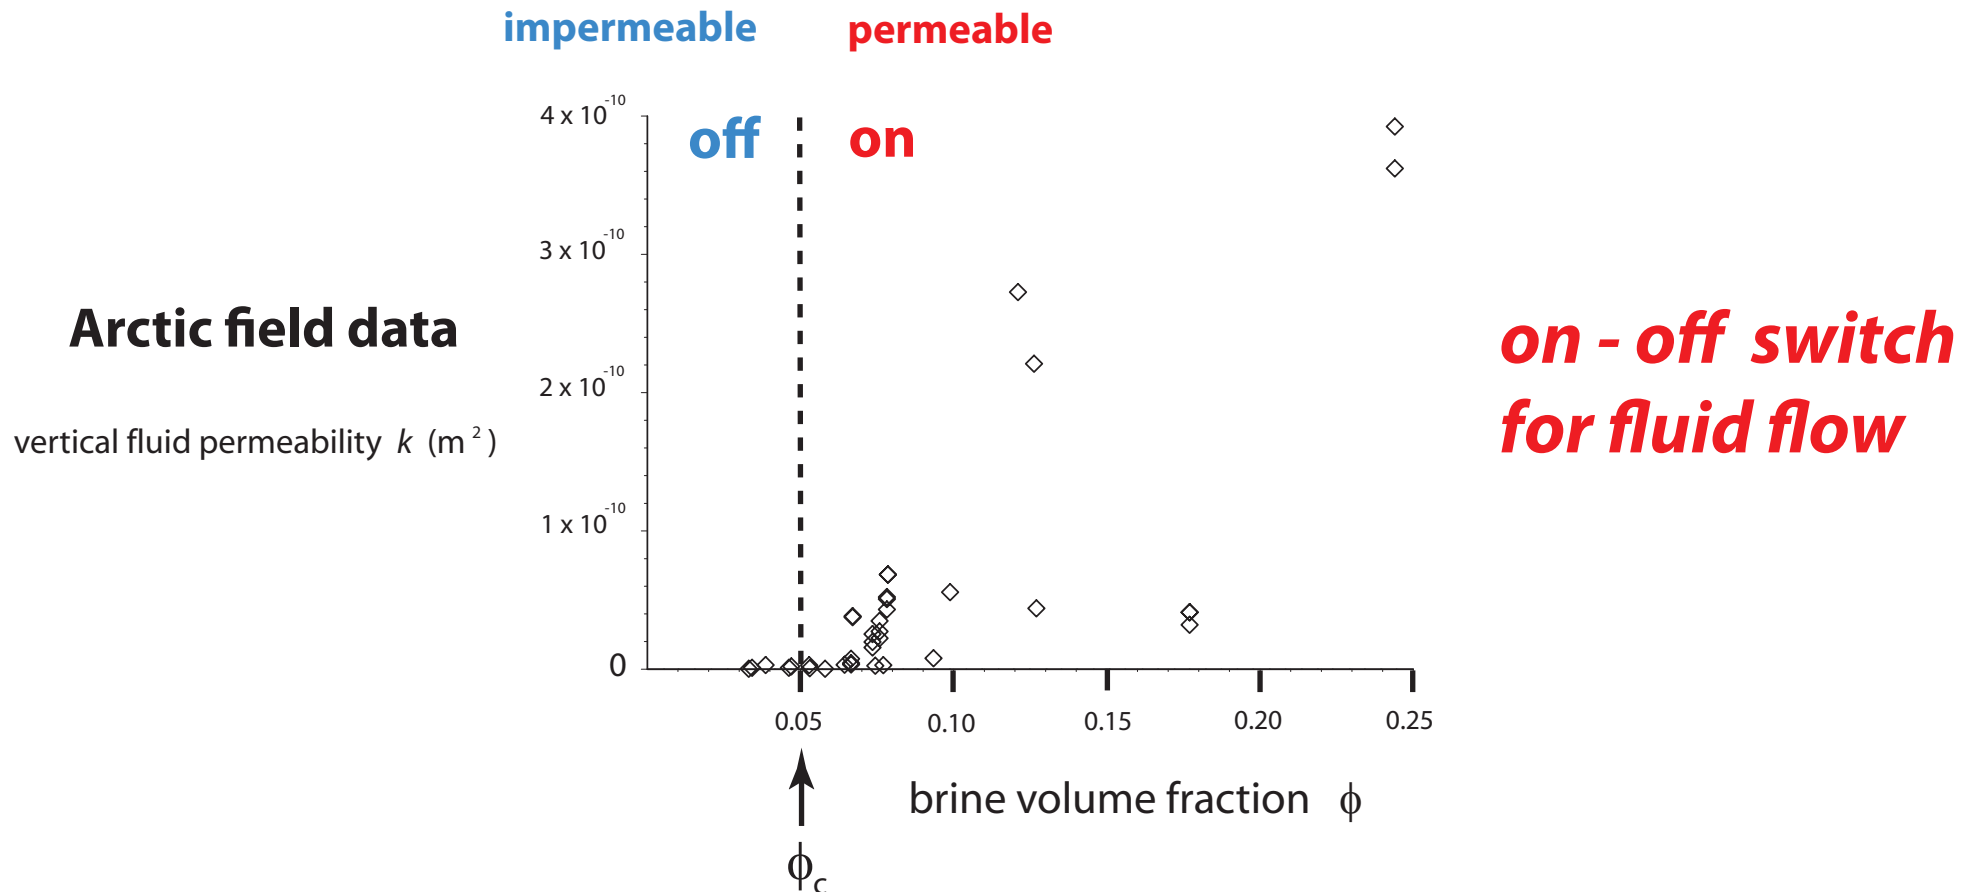 impermeable permeable
off on
4 x 10⁻¹⁰
3 x 10⁻¹⁰
2 x 10⁻¹⁰
1 x 10⁻¹⁰
0
Arctic field data
vertical fluid permeability k (m²)
on - off switch
for fluid flow
0.05 0.10 0.15 0.20 0.25
brine volume fraction ϕ
ϕc